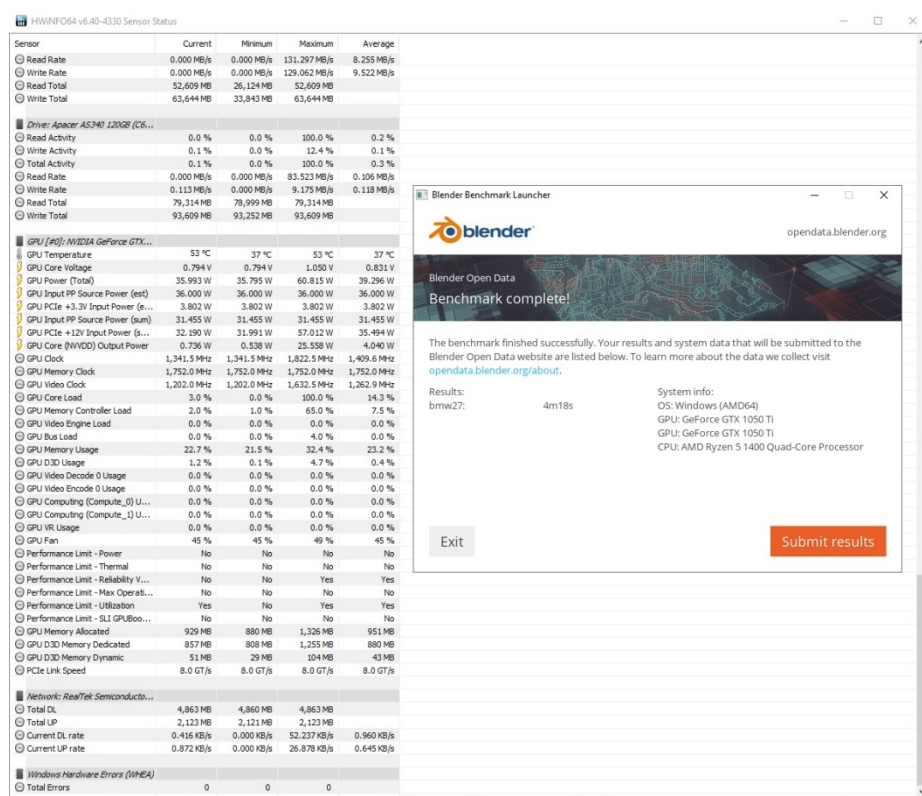 HWiNFO64 v6.40-4330 Sensor Status
Sensor Current Minimum Maximum Average
Read Rate 0.000 MB/s 0.000 MB/s 131.297 MB/s 8.255 MB/s
Write Rate 0.000 MB/s 0.000 MB/s 129.062 MB/s 9.522 MB/s
Read Total 52,609 MB 26,124 MB 52,609 MB
Write Total 63,644 MB 33,843 MB 63,644 MB
Drive: Apacer AS340 120GB (C6...
Read Activity 0.0 % 0.0 % 100.0 % 0.2 %
Write Activity 0.1 % 0.0 % 12.4 % 0.1 %
Total Activity 0.1 % 0.0 % 100.0 % 0.3 %
Read Rate 0.000 MB/s 0.000 MB/s 83.523 MB/s 0.106 MB/s
Write Rate 0.113 MB/s 0.000 MB/s 9.175 MB/s 0.118 MB/s
Read Total 79,314 MB 78,999 MB 79,314 MB
Write Total 93,609 MB 93,252 MB 93,609 MB
GPU [#0]: NVIDIA GeForce GTX...
GPU Temperature 53 °C 37 °C 53 °C 37 °C
GPU Core Voltage 0.794 V 0.794 V 1.050 V 0.831 V
GPU Power (Total) 35.993 W 35.795 W 60.815 W 39.296 W
GPU Input PP Source Power (est) 36.000 W 36.000 W 36.000 W 36.000 W
GPU PCIe +3.3V Input Power (e... 3.802 W 3.802 W 3.802 W 3.802 W
GPU Input PP Source Power (sum) 31.455 W 31.455 W 31.455 W 31.455 W
GPU PCIe +12V Input Power (s... 32.190 W 31.991 W 57.012 W 35.494 W
GPU Core (NVVDD) Output Power 0.736 W 0.538 W 25.558 W 4.040 W
GPU Clock 1,341.5 MHz 1,341.5 MHz 1,822.5 MHz 1,409.6 MHz
GPU Memory Clock 1,752.0 MHz 1,752.0 MHz 1,752.0 MHz 1,752.0 MHz
GPU Video Clock 1,202.0 MHz 1,202.0 MHz 1,632.5 MHz 1,262.9 MHz
GPU Core Load 3.0 % 0.0 % 100.0 % 14.3 %
GPU Memory Controller Load 2.0 % 1.0 % 65.0 % 7.5 %
GPU Video Engine Load 0.0 % 0.0 % 0.0 % 0.0 %
GPU Bus Load 0.0 % 0.0 % 4.0 % 0.0 %
GPU Memory Usage 22.7 % 21.5 % 32.4 % 23.2 %
GPU D3D Usage 1.2 % 0.1 % 4.7 % 0.4 %
GPU Video Decode 0 Usage 0.0 % 0.0 % 0.0 % 0.0 %
GPU Video Encode 0 Usage 0.0 % 0.0 % 0.0 % 0.0 %
GPU Computing (Compute_0) U... 0.0 % 0.0 % 0.0 % 0.0 %
GPU Computing (Compute_1) U... 0.0 % 0.0 % 0.0 % 0.0 %
GPU VR Usage 0.0 % 0.0 % 0.0 % 0.0 %
GPU Fan 45 % 45 % 49 % 45 %
Performance Limit - Power No No No No
Performance Limit - Thermal No No No No
Performance Limit - Reliability V... No No Yes Yes
Performance Limit - Max Operati... No No No No
Performance Limit - Utilization Yes No Yes Yes
Performance Limit - SLI GPUBoo... No No No No
GPU Memory Allocated 929 MB 880 MB 1,326 MB 951 MB
GPU D3D Memory Dedicated 857 MB 808 MB 1,255 MB 880 MB
GPU D3D Memory Dynamic 51 MB 29 MB 104 MB 43 MB
PCIe Link Speed 8.0 GT/s 8.0 GT/s 8.0 GT/s 8.0 GT/s
Network: RealTek Semiconducto...
Total DL 4,863 MB 4,860 MB 4,863 MB
Total UP 2,123 MB 2,121 MB 2,123 MB
Current DL rate 0.416 KB/s 0.000 KB/s 52.237 KB/s 0.960 KB/s
Current UP rate 0.872 KB/s 0.000 KB/s 26.878 KB/s 0.645 KB/s
Windows Hardware Errors (WHEA)
Total Errors 0 0 0
Blender Benchmark Launcher
blender opendata.blender.org
Blender Open Data
Benchmark complete!
The benchmark finished successfully. Your results and system data that will be submitted to the
Blender Open Data website are listed below. To learn more about the data we collect visit
opendata.blender.org/about.
Results: System info:
bmw27: 4m18s OS: Windows (AMD64)
GPU: GeForce GTX 1050 Ti
GPU: GeForce GTX 1050 Ti
CPU: AMD Ryzen 5 1400 Quad-Core Processor
Exit Submit results